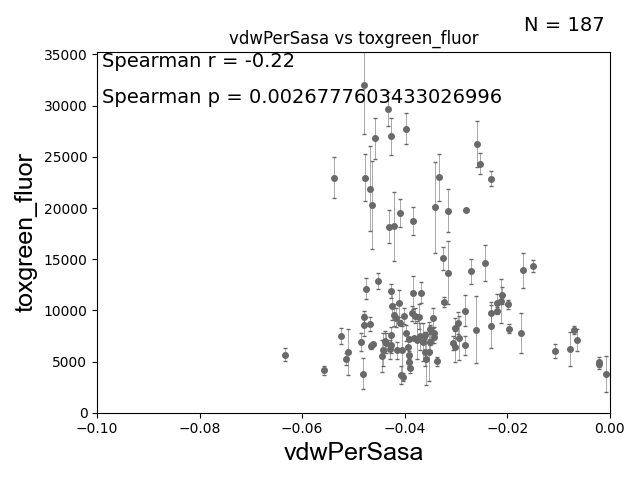 N = 187
vdwPerSasa vs toxgreen_fluor
Spearman r = -0.22
Spearman p = 0.0026777603433026996
toxgreen_fluor
35000
30000
25000
20000
15000
10000
5000
0
−0.10 −0.08 −0.06 −0.04 −0.02 0.00
vdwPerSasa